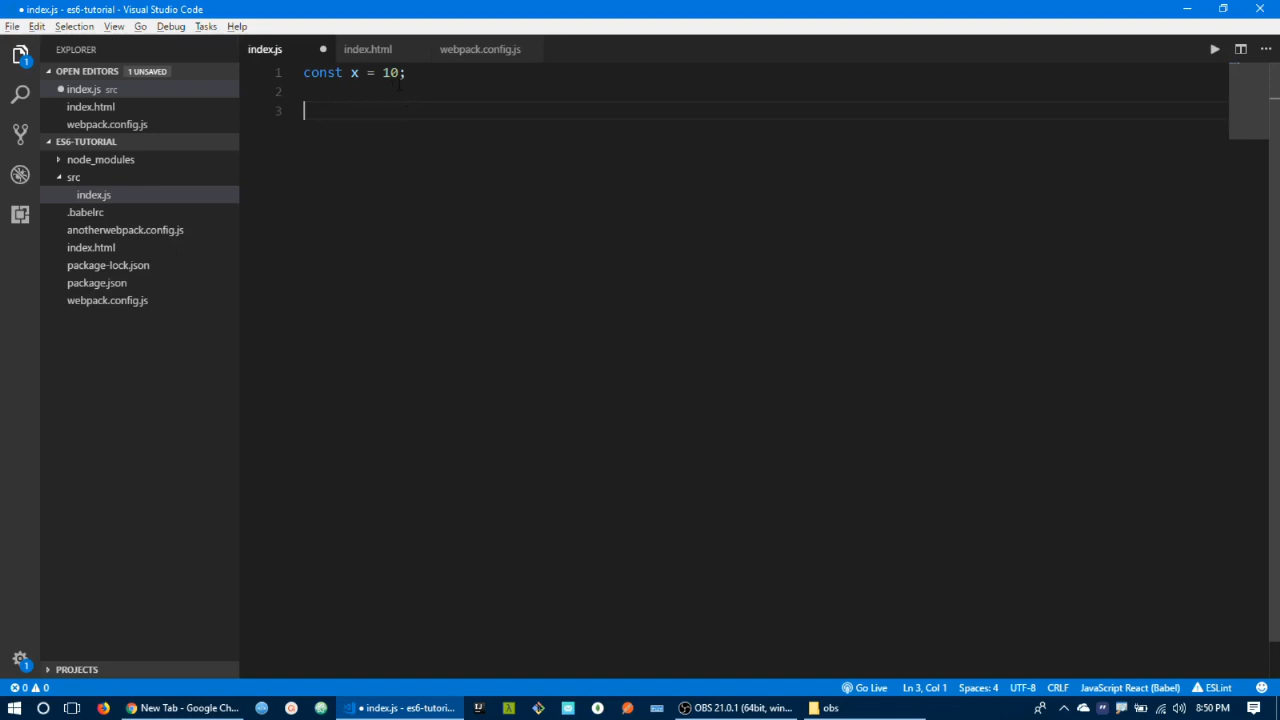 index.js - es6-tutorial - Visual Studio Code
File Edit Selection View Go Debug Tasks Help
EXPLORER
index.js index.html webpack.config.js
OPEN EDITORS 1 UNSAVED
index.js src
index.html
webpack.config.js
ES6-TUTORIAL
node_modules
src
index.js
.babelrc
anotherwebpack.config.js
index.html
package-lock.json
package.json
webpack.config.js
PROJECTS
1 const x = 10;
2
3
1
1
0 0
Go Live Ln 3, Col 1 Spaces: 4 UTF-8 CRLF JavaScript React (Babel) ESLint
New Tab - Google Ch... index.js - es6-tutori... OBS 21.0.1 (64bit, win... obs 8:50 PM